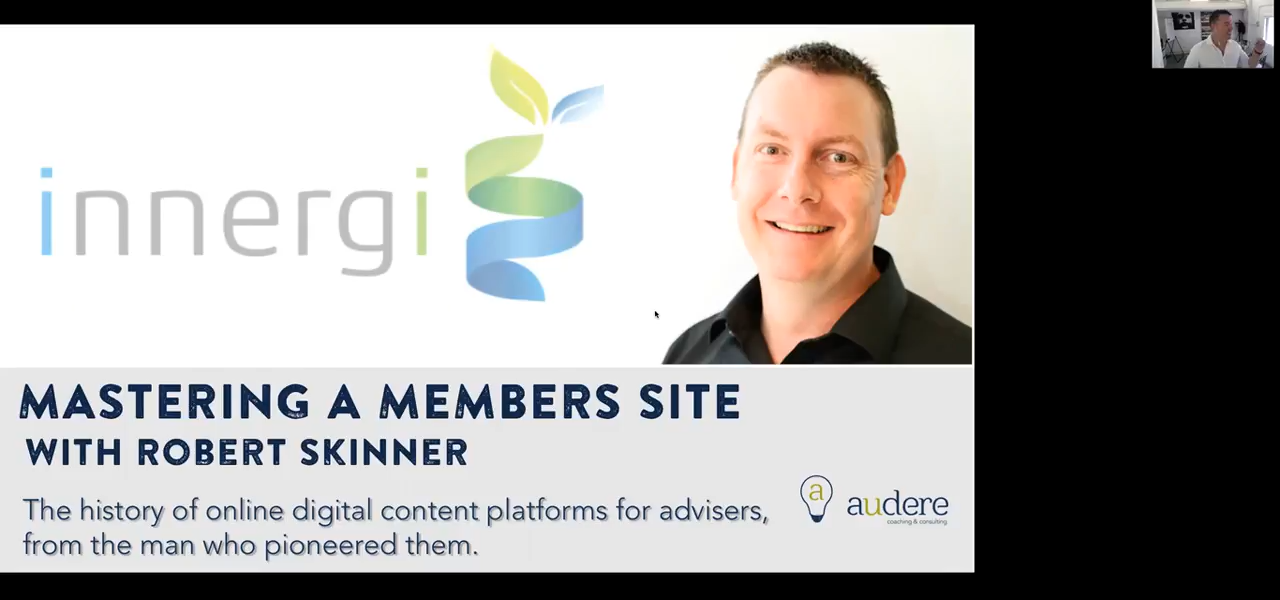 innergi
MASTERING A MEMBERS SITE
WITH ROBERT SKINNER
The history of online digital content platforms for advisers,
from the man who pioneered them.
a
audere
coaching & consulting